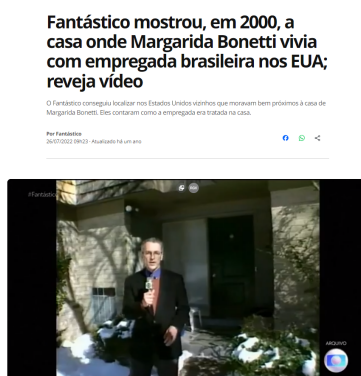 Fantástico mostrou, em 2000, a
casa onde Margarida Bonetti vivia
com empregada brasileira nos EUA;
reveja vídeo
O Fantástico conseguiu localizar nos Estados Unidos vizinhos que moravam bem próximos à casa de
Margarida Bonetti. Eles contaram como a empregada era tratada na casa.
Por Fantástico
26/07/2022 09h23 · Atualizado há um ano
#Fantástico
ARQUIVO